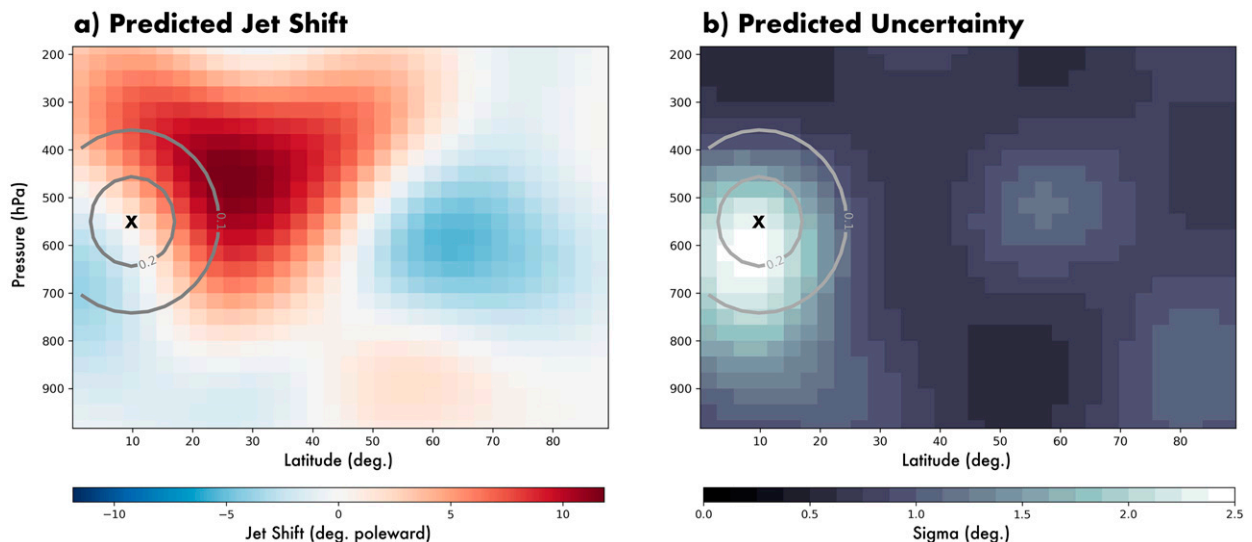 a) Predicted Jet Shift
b) Predicted Uncertainty
Pressure (hPa)
200
300
400
500
600
700
800
900
x
0.1
0.2
10 20 30 40 50 60 70 80
Latitude (deg.)
−10 −5 0 5 10
Jet Shift (deg. poleward)
200
300
400
500
600
700
800
900
x
0.1
0.2
10 20 30 40 50 60 70 80
Latitude (deg.)
0.0 0.5 1.0 1.5 2.0 2.5
Sigma (deg.)